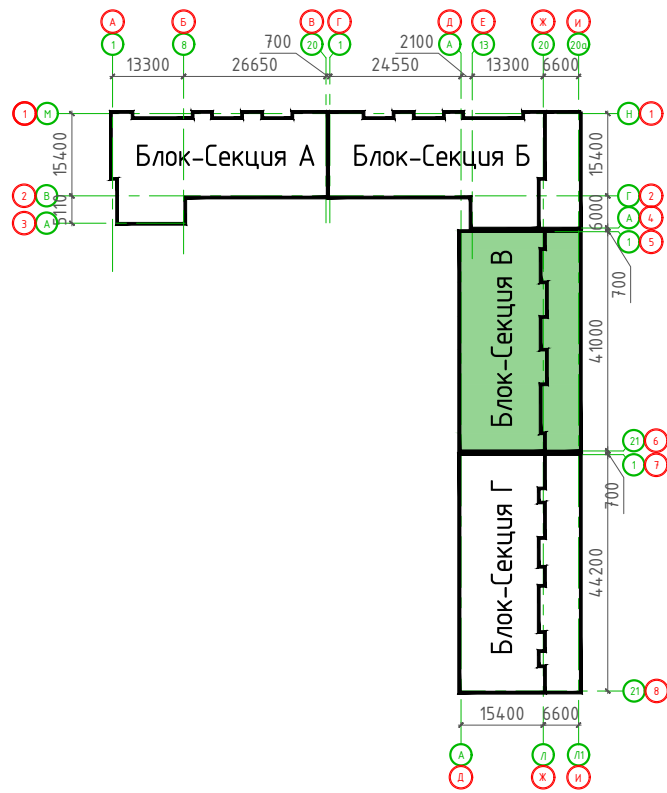 А Б В Г Д Е Ж И
1 8 20 1 А 13 20 20а
700 2100
13300 26650 24550 13300 6600
1 М Н 1
15400 15400
Блок-Секция А Блок-Секция Б
2 В Г 2
3 А 5110 6000 А 4
1 5
700
Блок-Секция В
41000
21 6
1 7
700
Блок-Секция Г
44200
21 8
15400 6600
А Л Л1
Д Ж И